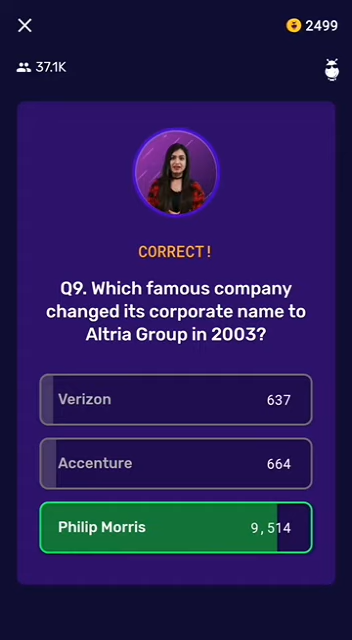 2499
37.1K
CORRECT!
Q9. Which famous company
changed its corporate name to
Altria Group in 2003?
Verizon 637
Accenture 664
Philip Morris 9,514